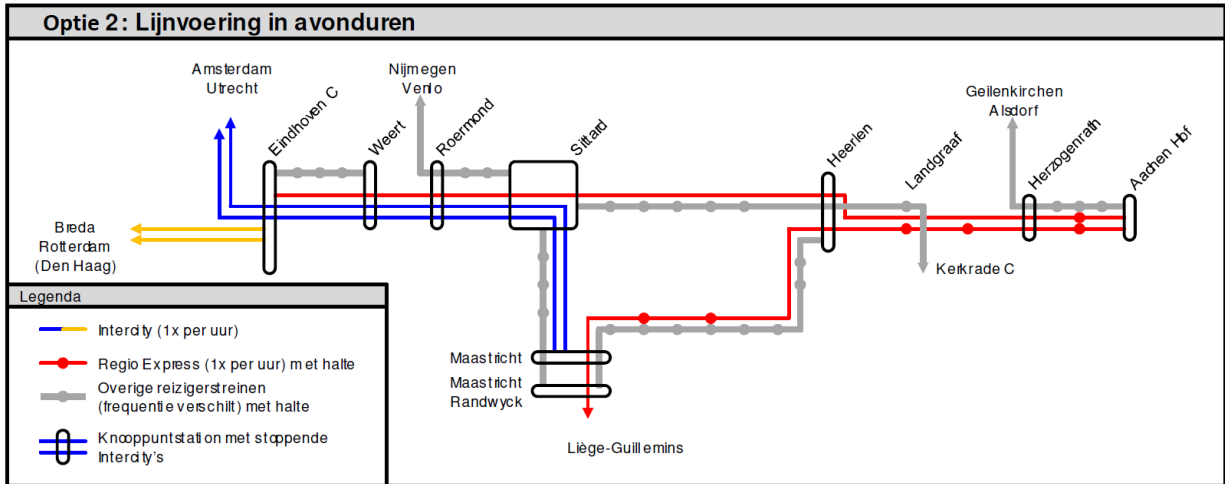 Optie 2: Lijnvoering in avonduren
Amsterdam
Utrecht
Eindhoven C
Weert
Nijmegen
Venlo
Roermond
Sittard
Heerlen
Landgraaf
Geilenkirchen
Alsdorf
Herzogenrath
Aachen Hbf
Breda
Rotterdam
(Den Haag)
Kerkrade C
Maastricht
Maastricht
Randwyck
Liège-Guillemins
Legenda
Intercity (1x per uur)
Regio Express (1x per uur) met halte
Overige reizigerstreinen
(frequentie verschilt) met halte
Knooppuntstation met stoppende
Intercity's